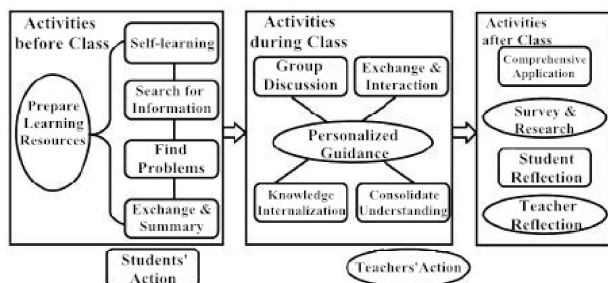 Activities
before Class
Self-learning
Prepare
Learning
Resources
Search for
Information
Find
Problems
Exchange &
Summary
Activities
during Class
Group
Discussion
Exchange &
Interaction
Personalized
Guidance
Knowledge
Internalization
Consolidate
Understanding
Activities
after Class
Comprehensive
Application
Survey &
Research
Student
Reflection
Teacher
Reflection
Students'
Action
Teachers'Action